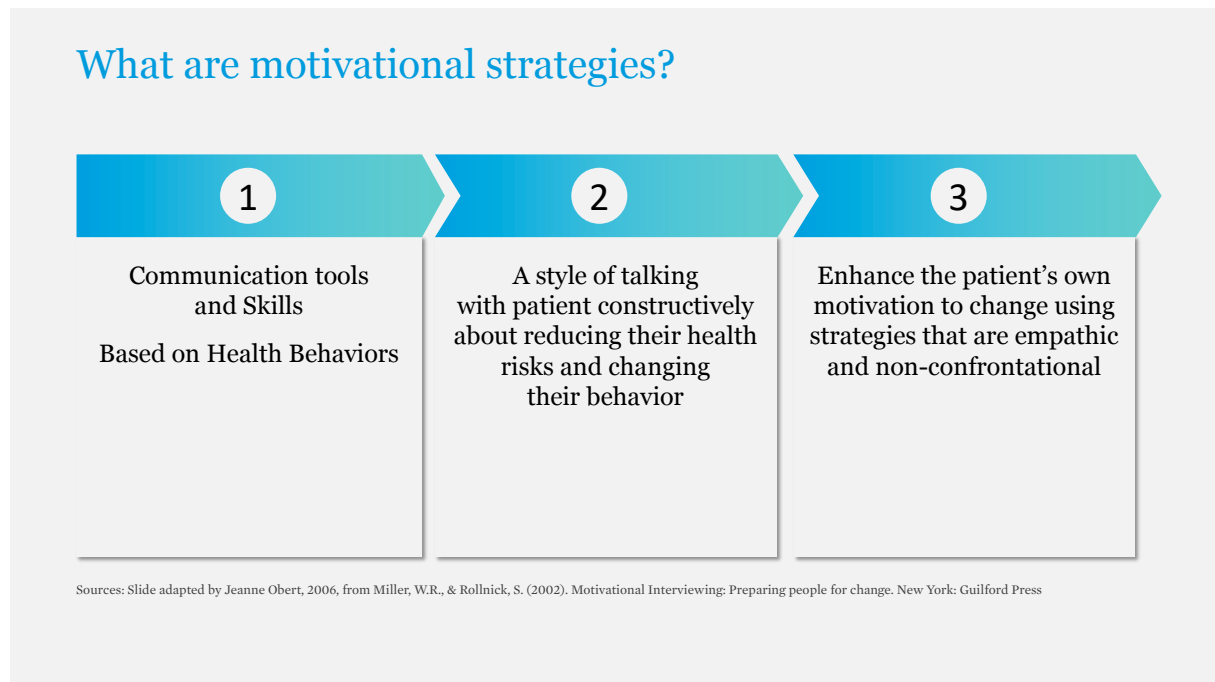 What are motivational strategies?
1
Communication tools
and Skills
Based on Health Behaviors
2
A style of talking
with patient constructively
about reducing their health
risks and changing
their behavior
3
Enhance the patient’s own
motivation to change using
strategies that are empathic
and non-confrontational
Sources: Slide adapted by Jeanne Obert, 2006, from Miller, W.R., & Rollnick, S. (2002). Motivational Interviewing: Preparing people for change. New York: Guilford Press